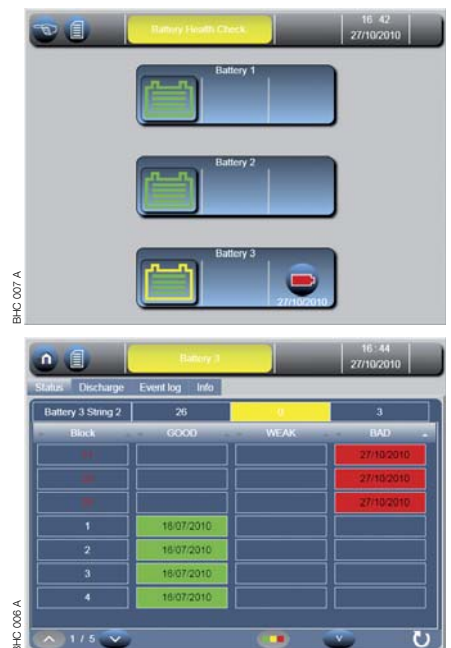 Battery Health Check
16 42
27/10/2010
Battery 1
Battery 2
Battery 3
27/10/2010
BHC 007 A
Battery 3
16:44
27/10/2010
Status Discharge Event log Info
Battery 3 String 2 26 0 3
Block GOOD WEAK BAD
27/10/2010
27/10/2010
27/10/2010
1 16/07/2010
2 16/07/2010
3 16/07/2010
4 16/07/2010
1 / 5 V
BHC 006 A